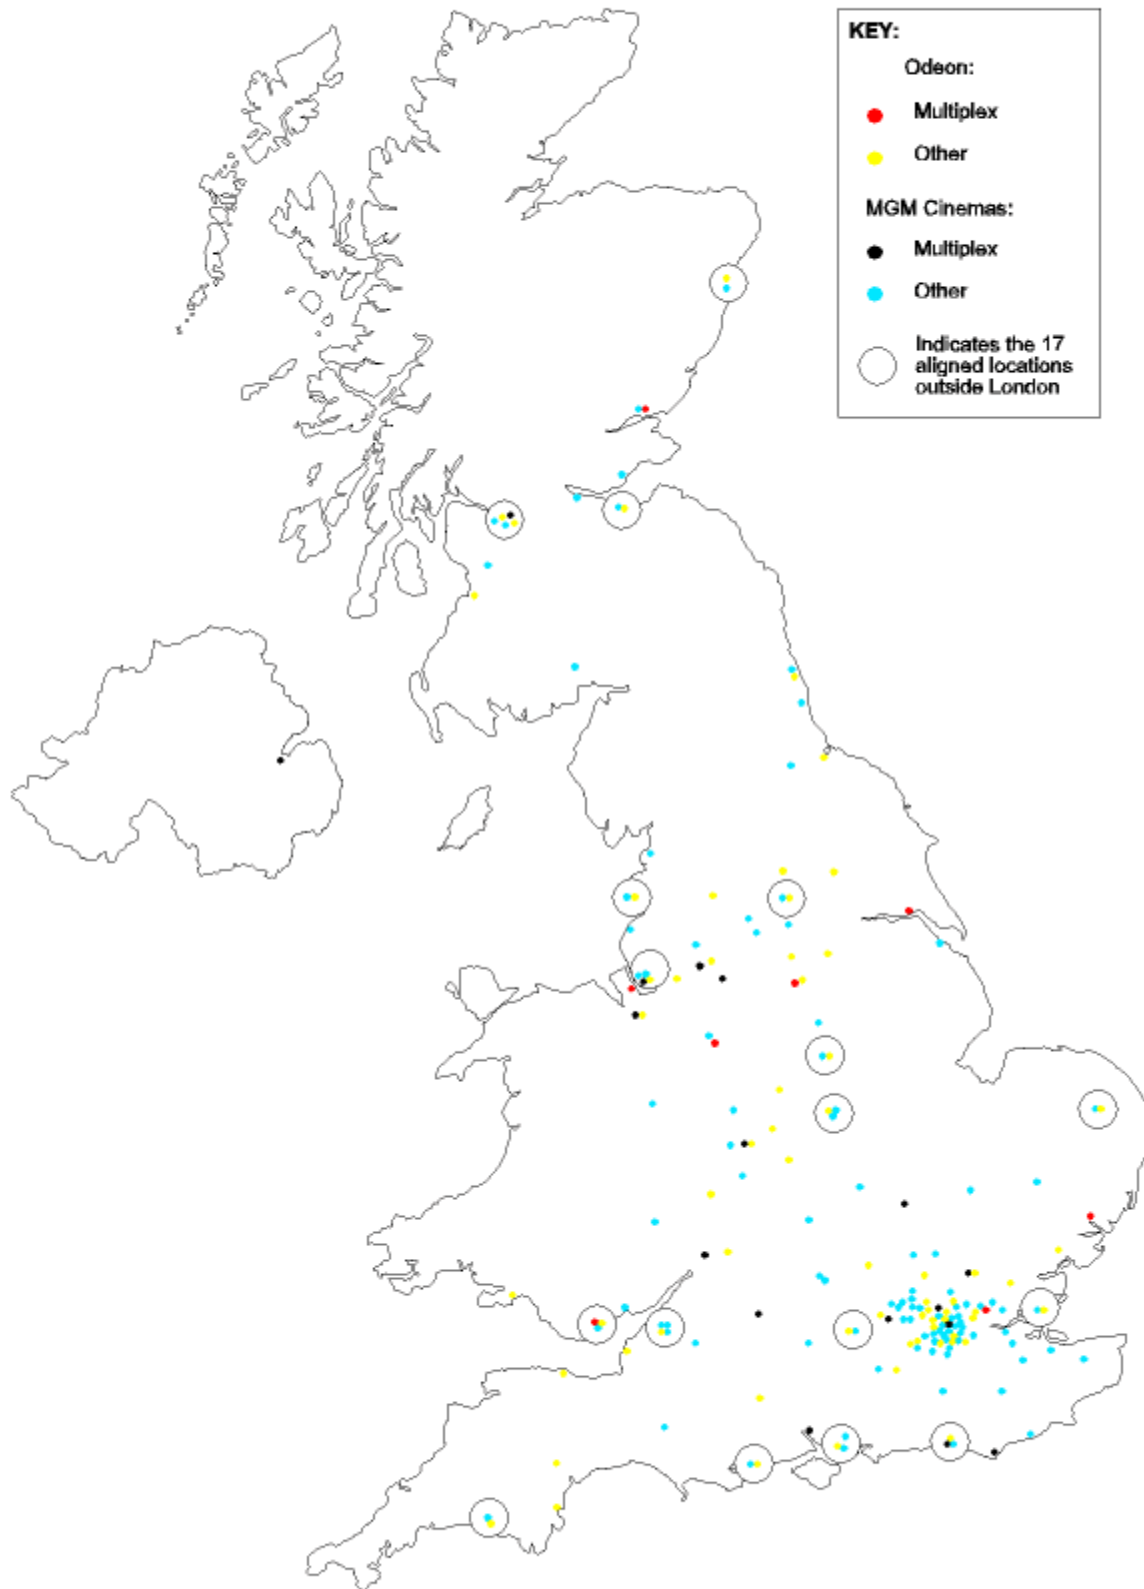 KEY:
Odeon:
Multiplex
Other
MGM Cinemas:
Multiplex
Other
Indicates the 17
aligned locations
outside London